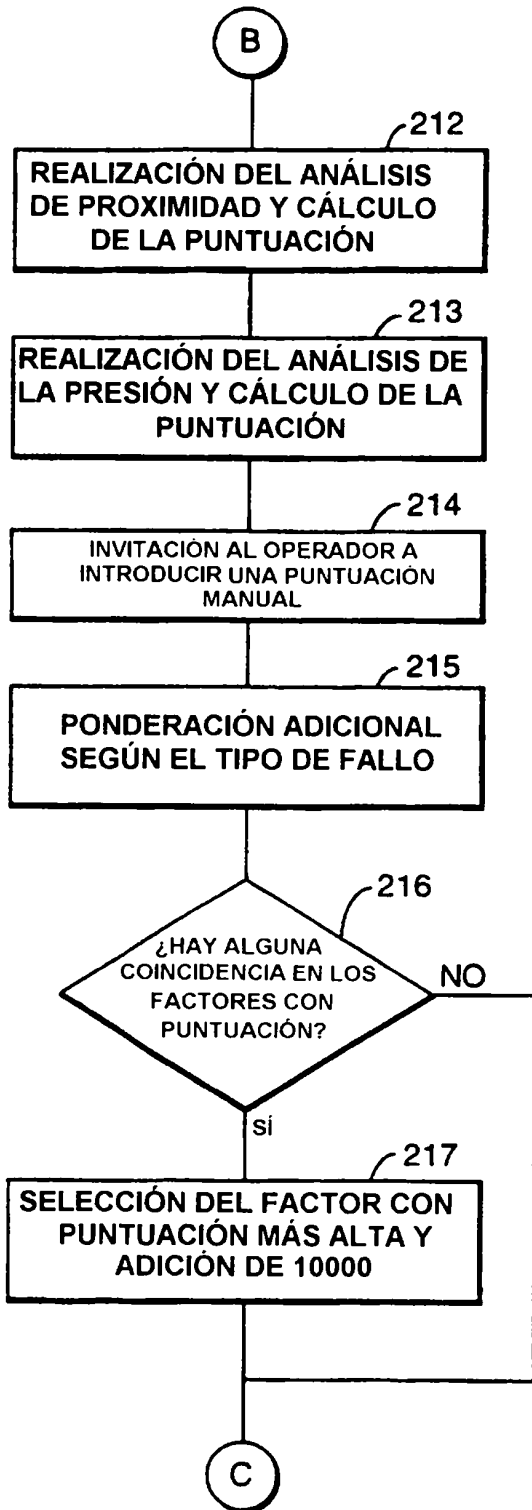 B
212
REALIZACIÓN DEL ANÁLISIS
DE PROXIMIDAD Y CÁLCULO
DE LA PUNTUACIÓN
213
REALIZACIÓN DEL ANÁLISIS DE
LA PRESIÓN Y CÁLCULO DE LA
PUNTUACIÓN
214
INVITACIÓN AL OPERADOR A
INTRODUCIR UNA PUNTUACIÓN
MANUAL
215
PONDERACIÓN ADICIONAL
SEGÚN EL TIPO DE FALLO
216
¿HAY ALGUNA
COINCIDENCIA EN LOS
FACTORES CON
PUNTUACIÓN?
NO
SÍ
217
SELECCIÓN DEL FACTOR CON
PUNTUACIÓN MÁS ALTA Y
ADICIÓN DE 10000
C